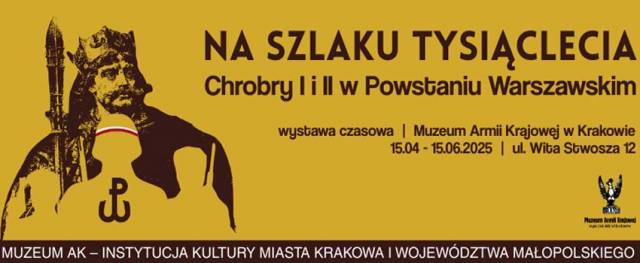 NA SZLAKU TYSIĄCLECIA
Chrobry I i II w Powstaniu Warszawskim
wystawa czasowa | Muzeum Armii Krajowej w Krakowie
15.04 - 15.06.2025 | ul. Wita Stwosza 12
Muzeum Armii Krajowej
MUZEUM AK – INSTYTUCJA KULTURY MIASTA KRAKOWA I WOJEWÓDZTWA MAŁOPOLSKIEGO